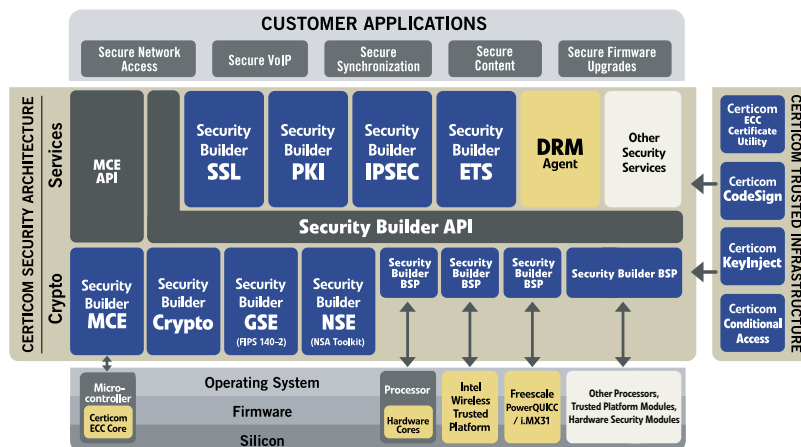 CUSTOMER APPLICATIONS
Secure Network
Access
Secure VoIP
Secure
Synchronization
Secure
Content
Secure Firmware
Upgrades
CERTICOM SECURITY ARCHITECTURE
Services
Crypto
MCE
API
Security
Builder
SSL
Security
Builder
PKI
Security
Builder
IPSEC
Security
Builder
ETS
DRM
Agent
Other
Security
Services
Security Builder API
Security
Builder
MCE
Security
Builder
Crypto
Security
Builder
GSE
(FIPS 140-2)
Security
Builder
NSE
(NSA Toolkit)
Security
Builder
BSP
Security
Builder
BSP
Security
Builder
BSP
Security Builder BSP
CERTICOM TRUSTED INFRASTRUCTURE
Certicom
ECC
Certificate
Utility
Certicom
CodeSign
Certicom
KeyInject
Certicom
Conditional
Access
Micro-
controller
Certicom
ECC Core
Operating System
Firmware
Silicon
Processor
Hardware
Cores
Intel
Wireless
Trusted
Platform
Freescale
PowerQUICC
/ i.MX31
Other Processors,
Trusted Platform Modules,
Hardware Security Modules